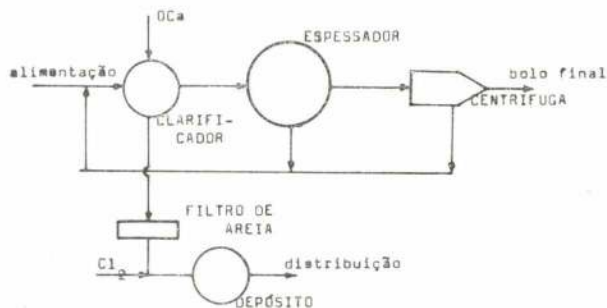 OCa
ESPESSADOR
alimentação
bolo final
CENTRIFUGA
CLARIFI-
CADOR
FILTRO DE
AREIA
Cl2
distribuição
DEPÓSITO